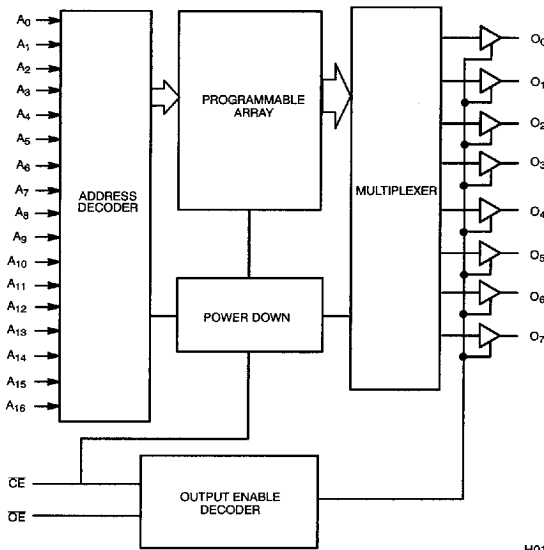 A0
A1
A2
A3
A4
A5
A6
A7
A8
A9
A10
A11
A12
A13
A14
A15
A16
ADDRESS
DECODER
PROGRAMMABLE
ARRAY
POWER DOWN
MULTIPLEXER
O0
O1
O2
O3
O4
O5
O6
O7
CE
OE
OUTPUT ENABLE
DECODER